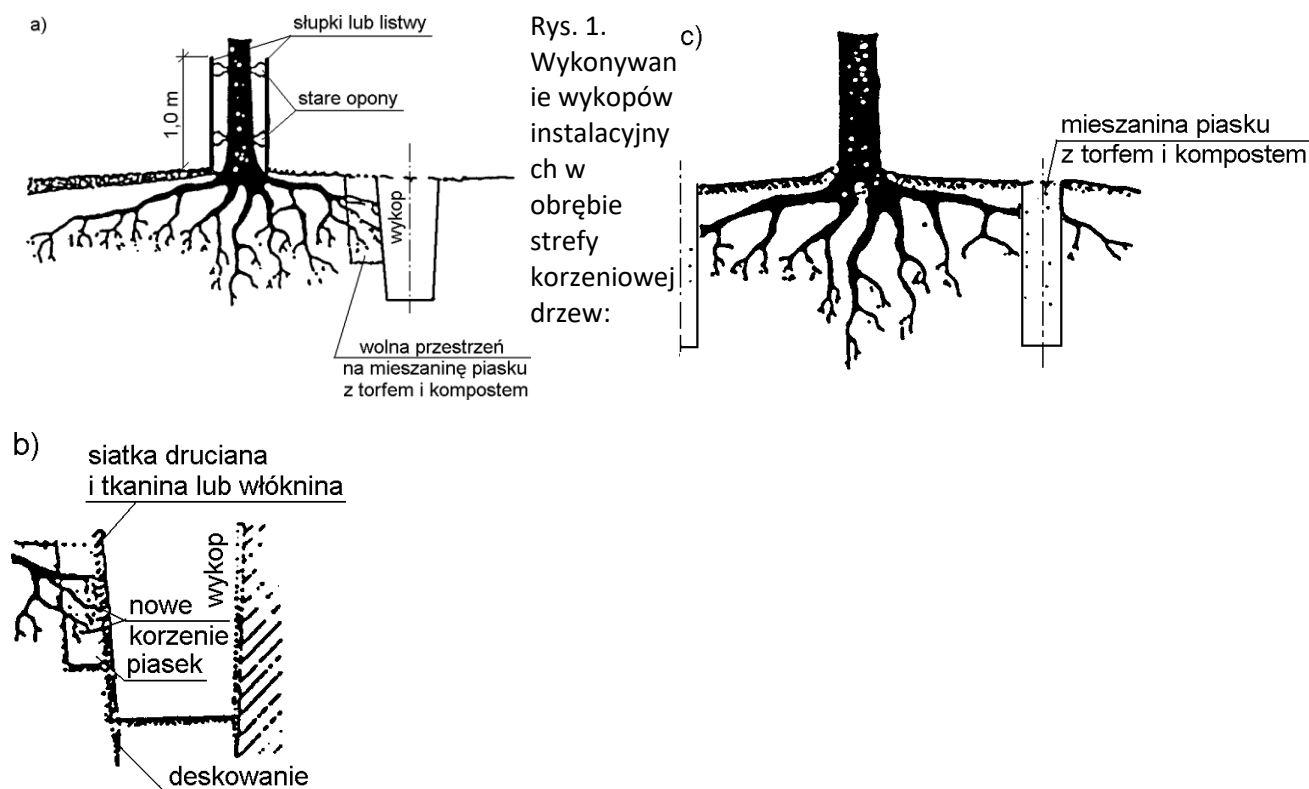 a)
słupki lub listwy
1,0 m
stare opony
wykop
wolna przestrzeń
na mieszaninę piasku
z torfem i kompostem
Rys. 1.
Wykonywan
ie wykopów
instalacyjny
ch w
obrębie
strefy
korzeniowej
drzew:
c)
mieszanina piasku
z torfem i kompostem
b)
siatka druciana
i tkanina lub włóknina
wykop
nowe
korzenie
piasek
deskowanie